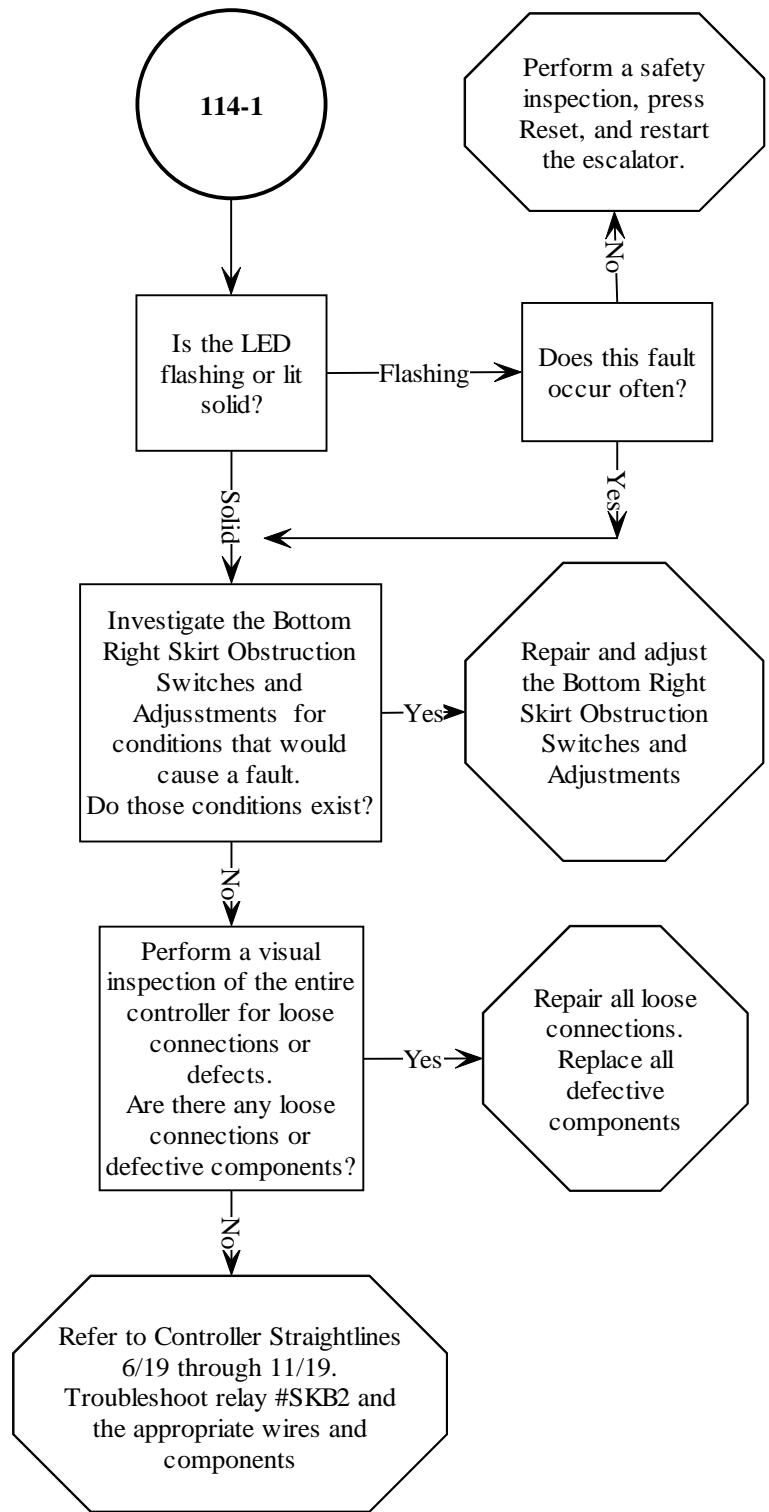 114-1
Perform a safety
inspection, press
Reset, and restart
the escalator.
No
Is the LED
flashing or lit
solid?
Flashing
Does this fault
occur often?
Solid
Yes
Investigate the Bottom
Right Skirt Obstruction
Switches and
Adjusstments for
conditions that would
cause a fault.
Do those conditions exist?
Yes
Repair and adjust
the Bottom Right
Skirt Obstruction
Switches and
Adjustments
No
Perform a visual
inspection of the entire
controller for loose
connections or
defects.
Are there any loose
connections or
defective components?
Yes
Repair all loose
connections.
Replace all
defective
components
No
Refer to Controller Straightlines
6/19 through 11/19.
Troubleshoot relay #SKB2 and
the appropriate wires and
components